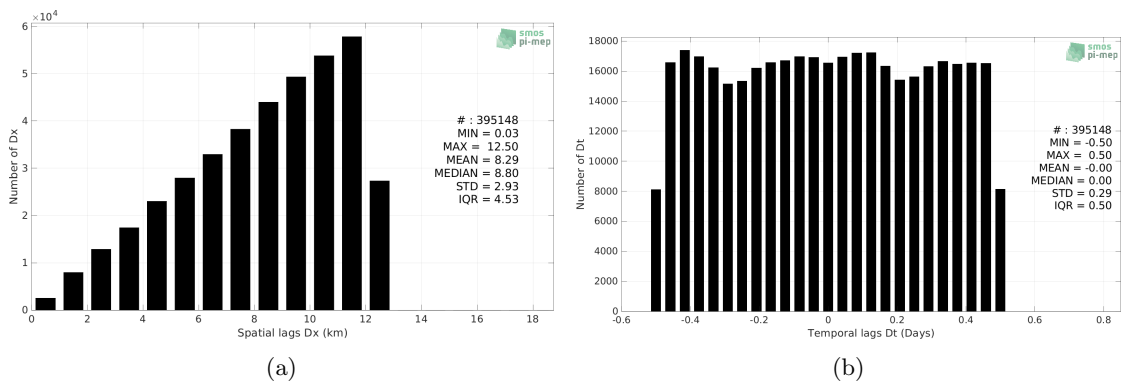 ×10⁴
6
5
4
3
2
1
0
Number of Dx
0 2 4 6 8 10 12 14 16 18
Spatial lags Dx (km)
smos
pi-mep
# : 395148
MIN = 0.03
MAX = 12.50
MEAN = 8.29
MEDIAN = 8.80
STD = 2.93
IQR = 4.53
(a)
18000
16000
14000
12000
10000
8000
6000
4000
2000
0
Number of Dt
-0.6 -0.4 -0.2 0 0.2 0.4 0.6 0.8
Temporal lags Dt (Days)
smos
pi-mep
# : 395148
MIN = -0.50
MAX = 0.50
MEAN = -0.00
MEDIAN = 0.00
STD = 0.29
IQR = 0.50
(b)